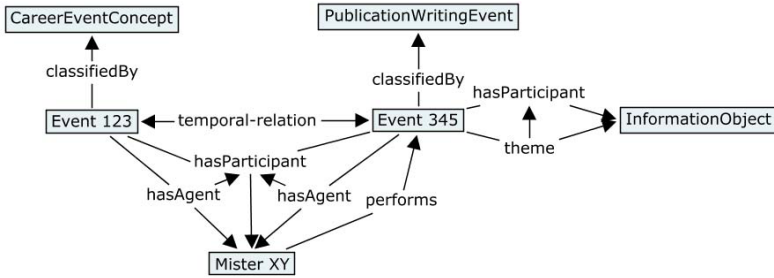 CareerEventConcept
PublicationWritingEvent
classifiedBy
classifiedBy
hasParticipant
Event 123
temporal-relation
Event 345
InformationObject
theme
hasParticipant
hasAgent
hasAgent
performs
Mister XY